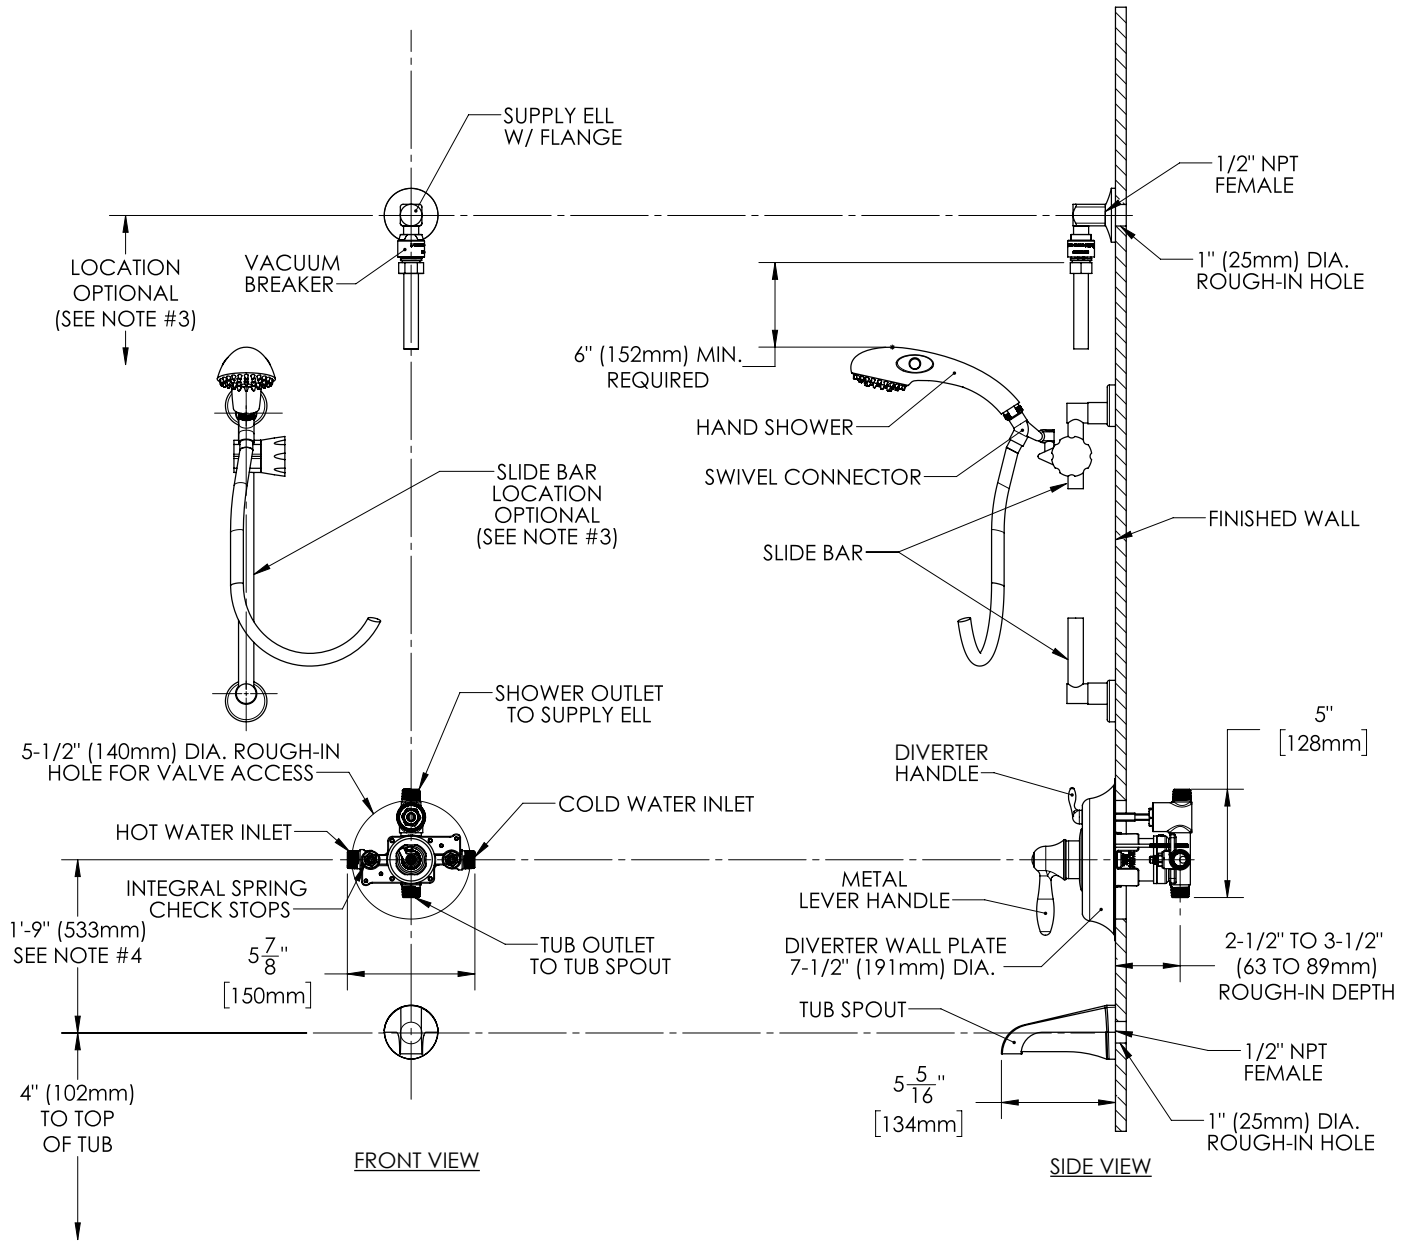 SUPPLY ELL
W/ FLANGE
1/2" NPT
FEMALE
LOCATION
OPTIONAL
(SEE NOTE #3)
VACUUM
BREAKER
1" (25mm) DIA.
ROUGH-IN HOLE
6" (152mm) MIN.
REQUIRED
HAND SHOWER
SWIVEL CONNECTOR
SLIDE BAR
LOCATION
OPTIONAL
(SEE NOTE #3)
FINISHED WALL
SLIDE BAR
SHOWER OUTLET
TO SUPPLY ELL
5"
[128mm]
5-1/2" (140mm) DIA. ROUGH-IN
HOLE FOR VALVE ACCESS
DIVERTER
HANDLE
COLD WATER INLET
HOT WATER INLET
INTEGRAL SPRING
CHECK STOPS
METAL
LEVER HANDLE
1'-9" (533mm)
SEE NOTE #4
5 7/8"
[150mm]
TUB OUTLET
TO TUB SPOUT
DIVERTER WALL PLATE
7-1/2" (191mm) DIA.
2-1/2" TO 3-1/2"
(63 TO 89mm)
ROUGH-IN DEPTH
TUB SPOUT
1/2" NPT
FEMALE
4" (102mm)
TO TOP
OF TUB
5 5/16"
[134mm]
1" (25mm) DIA.
ROUGH-IN HOLE
FRONT VIEW
SIDE VIEW